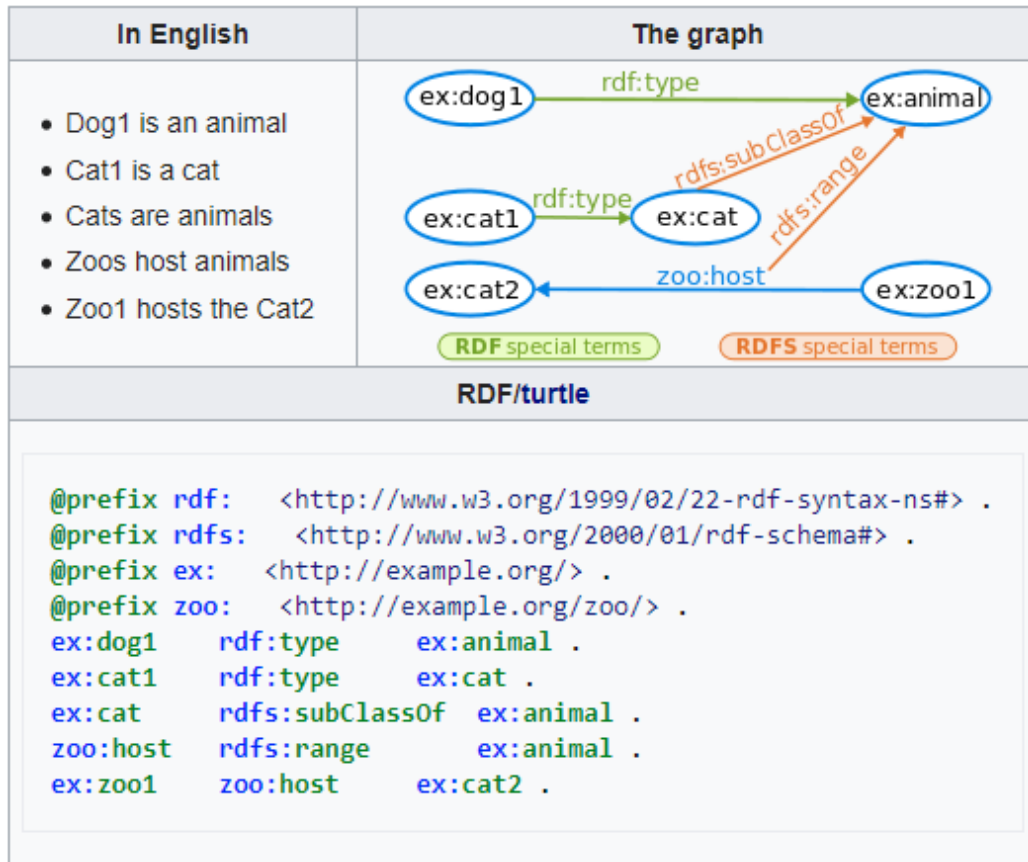 In English
The graph
• Dog1 is an animal
• Cat1 is a cat
• Cats are animals
• Zoos host animals
• Zoo1 hosts the Cat2
ex:dog1
rdf:type
ex:animal
rdfs:subClassOf
rdfs:range
ex:cat1
rdf:type
ex:cat
ex:cat2
zoo:host
ex:zoo1
RDF special terms
RDFS special terms
RDF/turtle
@prefix rdf:   <http://www.w3.org/1999/02/22-rdf-syntax-ns#> .
@prefix rdfs:   <http://www.w3.org/2000/01/rdf-schema#> .
@prefix ex:   <http://example.org/> .
@prefix zoo:   <http://example.org/zoo/> .
ex:dog1    rdf:type     ex:animal .
ex:cat1    rdf:type     ex:cat .
ex:cat     rdfs:subClassOf  ex:animal .
zoo:host   rdfs:range       ex:animal .
ex:zoo1    zoo:host     ex:cat2 .